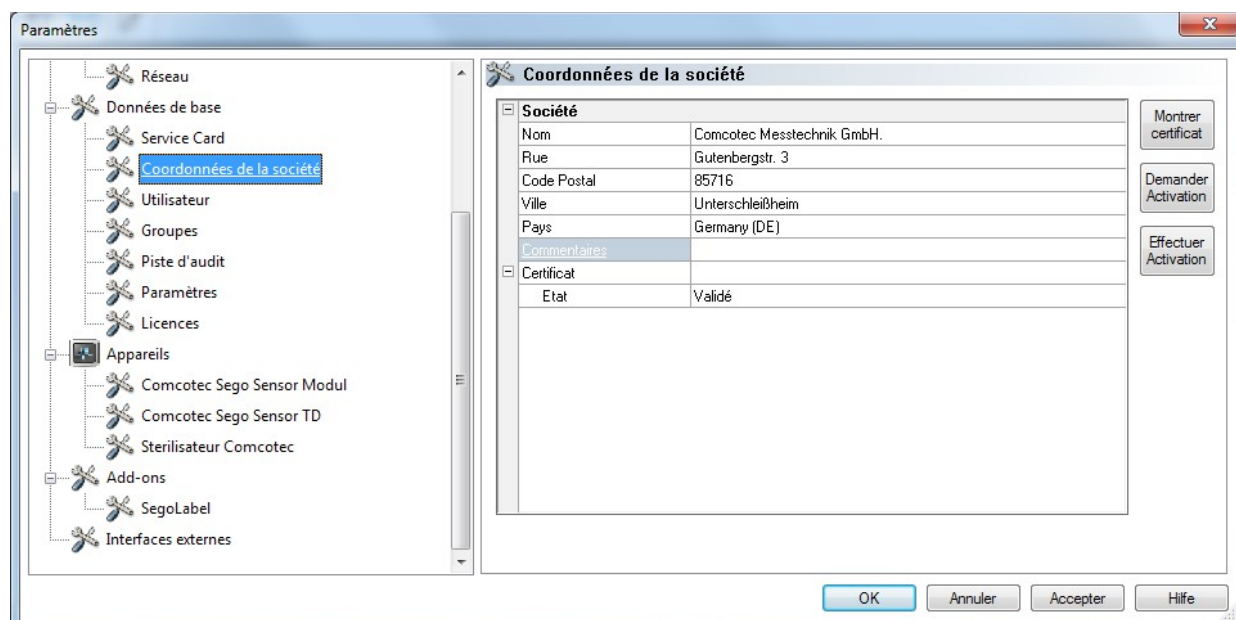 Paramètres
Réseau
Données de base
Service Card
Coordonnées de la société
Utilisateur
Groupes
Piste d'audit
Paramètres
Licences
Appareils
Comcotec Sego Sensor Modul
Comcotec Sego Sensor TD
Sterilisateur Comcotec
Add-ons
SegoLabel
Interfaces externes
Coordonnées de la société
Société
Nom Comcotec Messtechnik GmbH.
Rue Gutenbergstr. 3
Code Postal 85716
Ville Unterschleißheim
Pays Germany (DE)
Commentaires
Certificat
Etat Validé
Montrer
certificat
Demander
Activation
Effectuer
Activation
OK Annuler Accepter Hilfe